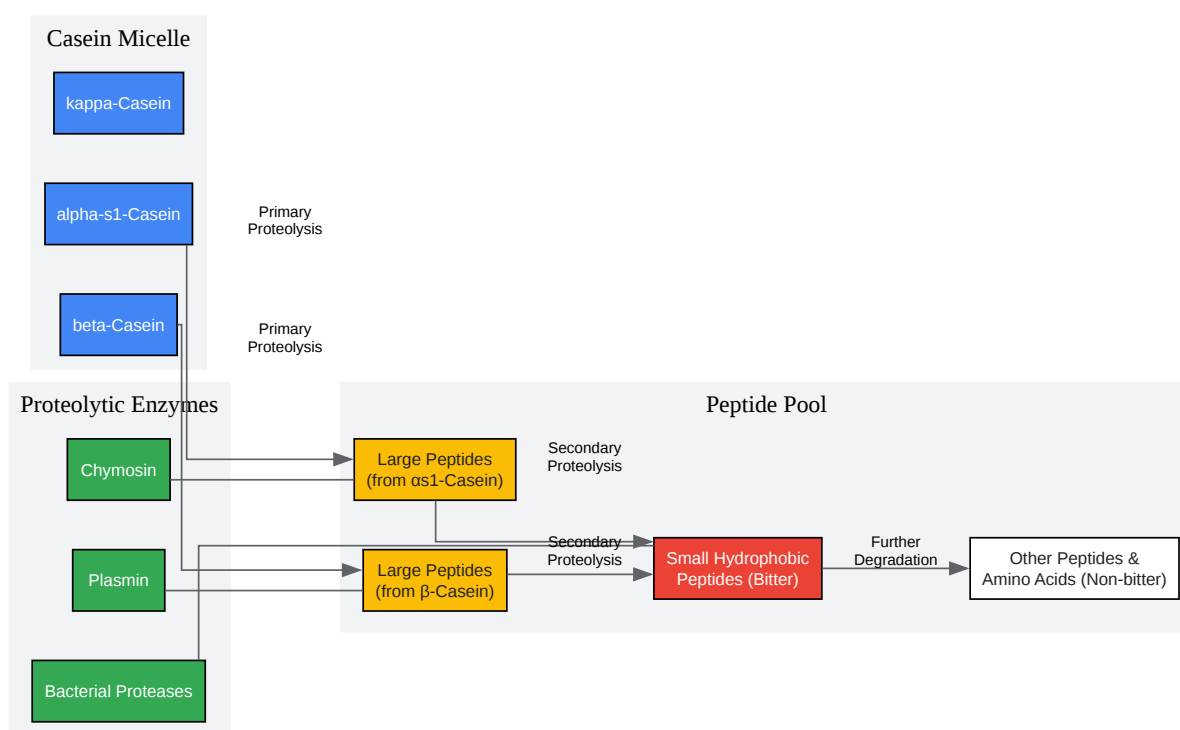 Casein Micelle
kappa-Casein
alpha-s1-Casein
Primary
Proteolysis
beta-Casein
Primary
Proteolysis
Proteolytic Enzymes
Peptide Pool
Chymosin
Large Peptides
(from αs1-Casein)
Secondary
Proteolysis
Plasmin
Large Peptides
(from β-Casein)
Secondary
Proteolysis
Small Hydrophobic
Peptides (Bitter)
Further
Degradation
Other Peptides &
Amino Acids (Non-bitter)
Bacterial Proteases